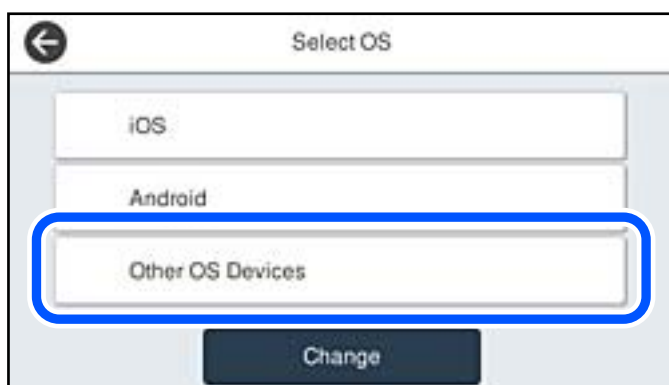 Select OS
iOS
Android
Other OS Devices
Change